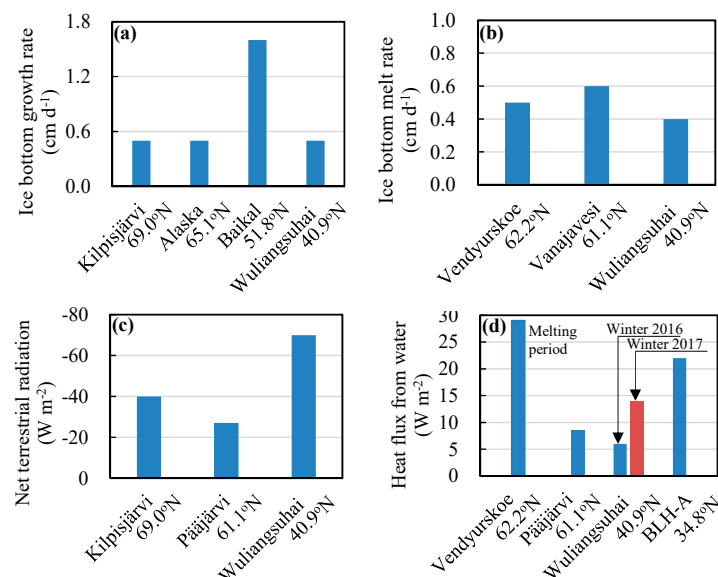 (a)
Ice bottom growth rate
(cm d-1)
1.8
1.2
0.6
0.0
Kilpisjärvi
69.0oN
Alaska
65.1oN
Baikal
51.8oN
Wuliangsuhai
40.9oN
(b)
Ice bottom melt rate
(cm d-1)
1.0
0.8
0.6
0.4
0.2
0.0
Vendyurskoe
62.2oN
Vanajavesi
61.1oN
Wuliangsuhai
40.9oN
(c)
Net terrestrial radiation
(W m-2)
-80
-60
-40
-20
0
Kilpisjärvi
69.0oN
Pääjärvi
61.1oN
Wuliangsuhai
40.9oN
(d)
Heat flux from water
(W m-2)
30
25
20
15
10
5
0
Melting
period
Winter 2016
Winter 2017
Vendyurskoe
62.2oN
Pääjärvi
61.1oN
Wuliangsuhai
40.9oN
BLH-A
34.8oN